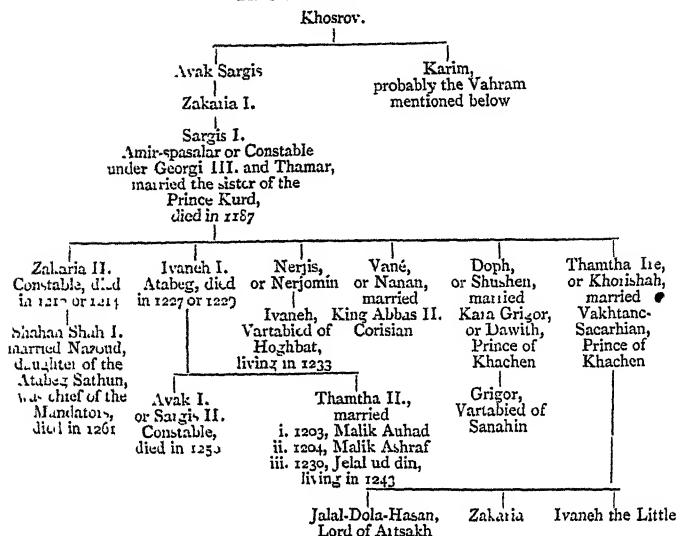 Khosrov.
Avak Sargis
Zakaria I.
Karim,
probably the Vahram
mentioned below
Sargis I.
Amir-spasalar or Constable
under Georgi III. and Thamar,
married the sister of the
Prince Kurd,
died in 1187
Zakaria II.
Constable, died
in or
Shahan Shah I.
married
daughter of the
Atabeg Sathun,
was chief of the
Mandators,
died in 1261
Ivaneh I.
Atabeg, died
in 1227 or 1229
Avak I.
or Sargis II.
Constable,
died in
Thamtha II.,
married
i. 1203, Malik Auhad
ii. 1204, Malik Ashraf
iii. 1230, Jelal ud din,
living in 1243
Nerjis,
or Nerjomin
Ivaneh,
Vartabied of
Hoghbat,
living in 1233
Vané,
or Nanan,
married
King Abbas II.
Corisian
Doph,
or Shushen,
married
Kara Grigor,
or Dawith,
Prince of
Khachen
Grigor,
Vartabied of
Sanahin
Thamtha
or Khorishah,
married
Vakhtanc-
Sacarhian,
Prince of
Khachen
Jalal-Dola-Hasan,
Lord of Artsakh
Zakaria
Ivaneh the Little